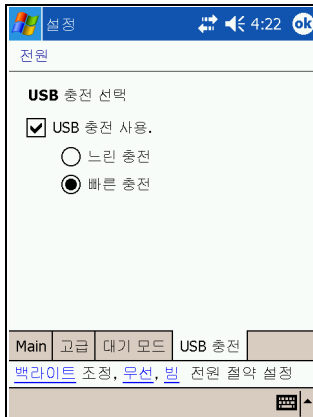 설정 4:22 ok
전원
USB 충전 선택
USB 충전 사용.
느린 충전
빠른 충전
Main 고급 대기 모드 USB 충전
백라이트 조정, 무선, 빔 전원 절약 설정